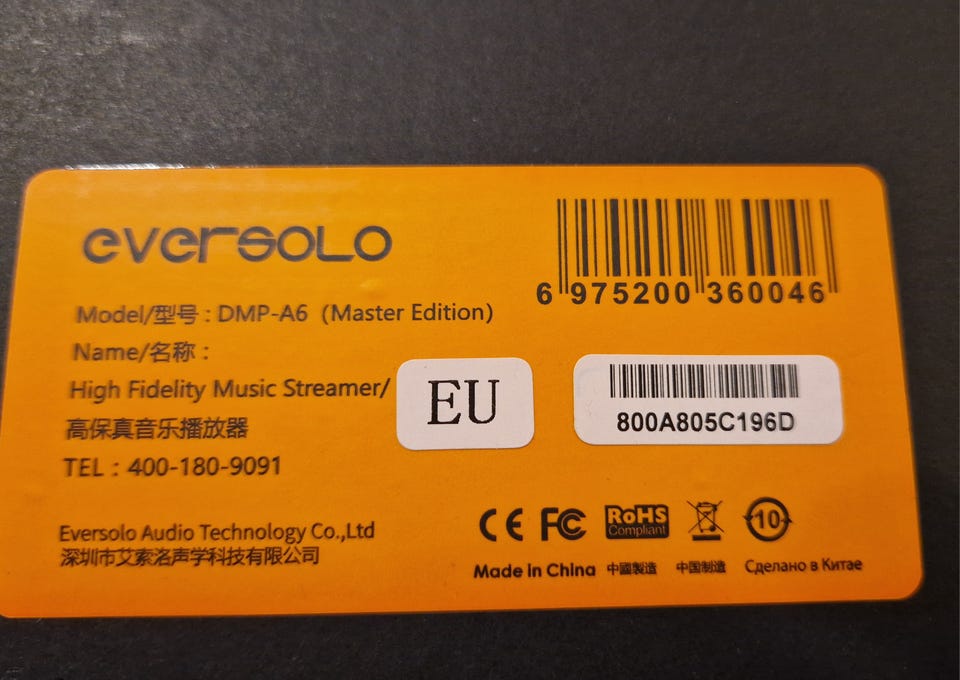 eversolo
6 975200 360046
Model/型号 : DMP-A6（Master Edition）
Name/名称 :
High Fidelity Music Streamer/
高保真音乐播放器
EU
800A805C196D
TEL : 400-180-9091
Eversolo Audio Technology Co.,Ltd
深圳市艾索洛声学科技有限公司
CE FC RoHS
Compliant
10
Made in China 中國製造 中国制造 Сделано в Китае